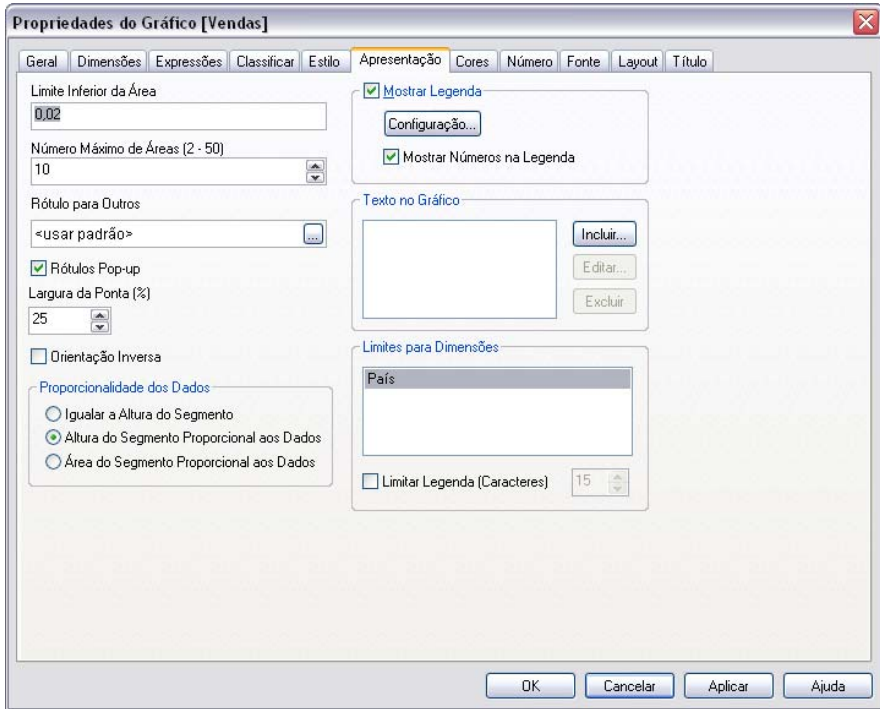 Propriedades do Gráfico [Vendas]
Geral Dimensões Expressões Classificar Estilo Apresentação Cores Número Fonte Layout Título
Limite Inferior da Área
0,02
Número Máximo de Áreas (2 - 50)
10
Rótulo para Outros
<usar padrão>
...
Rótulos Pop-up
Largura da Ponta (%)
25
Orientação Inversa
Proporcionalidade dos Dados
Igualar a Altura do Segmento
Altura do Segmento Proporcional aos Dados
Área do Segmento Proporcional aos Dados
Mostrar Legenda
Configuração...
Mostrar Números na Legenda
Texto no Gráfico
Incluir...
Editar...
Excluir
Limites para Dimensões
País
Limitar Legenda (Caracteres)
15
OK Cancelar Aplicar Ajuda